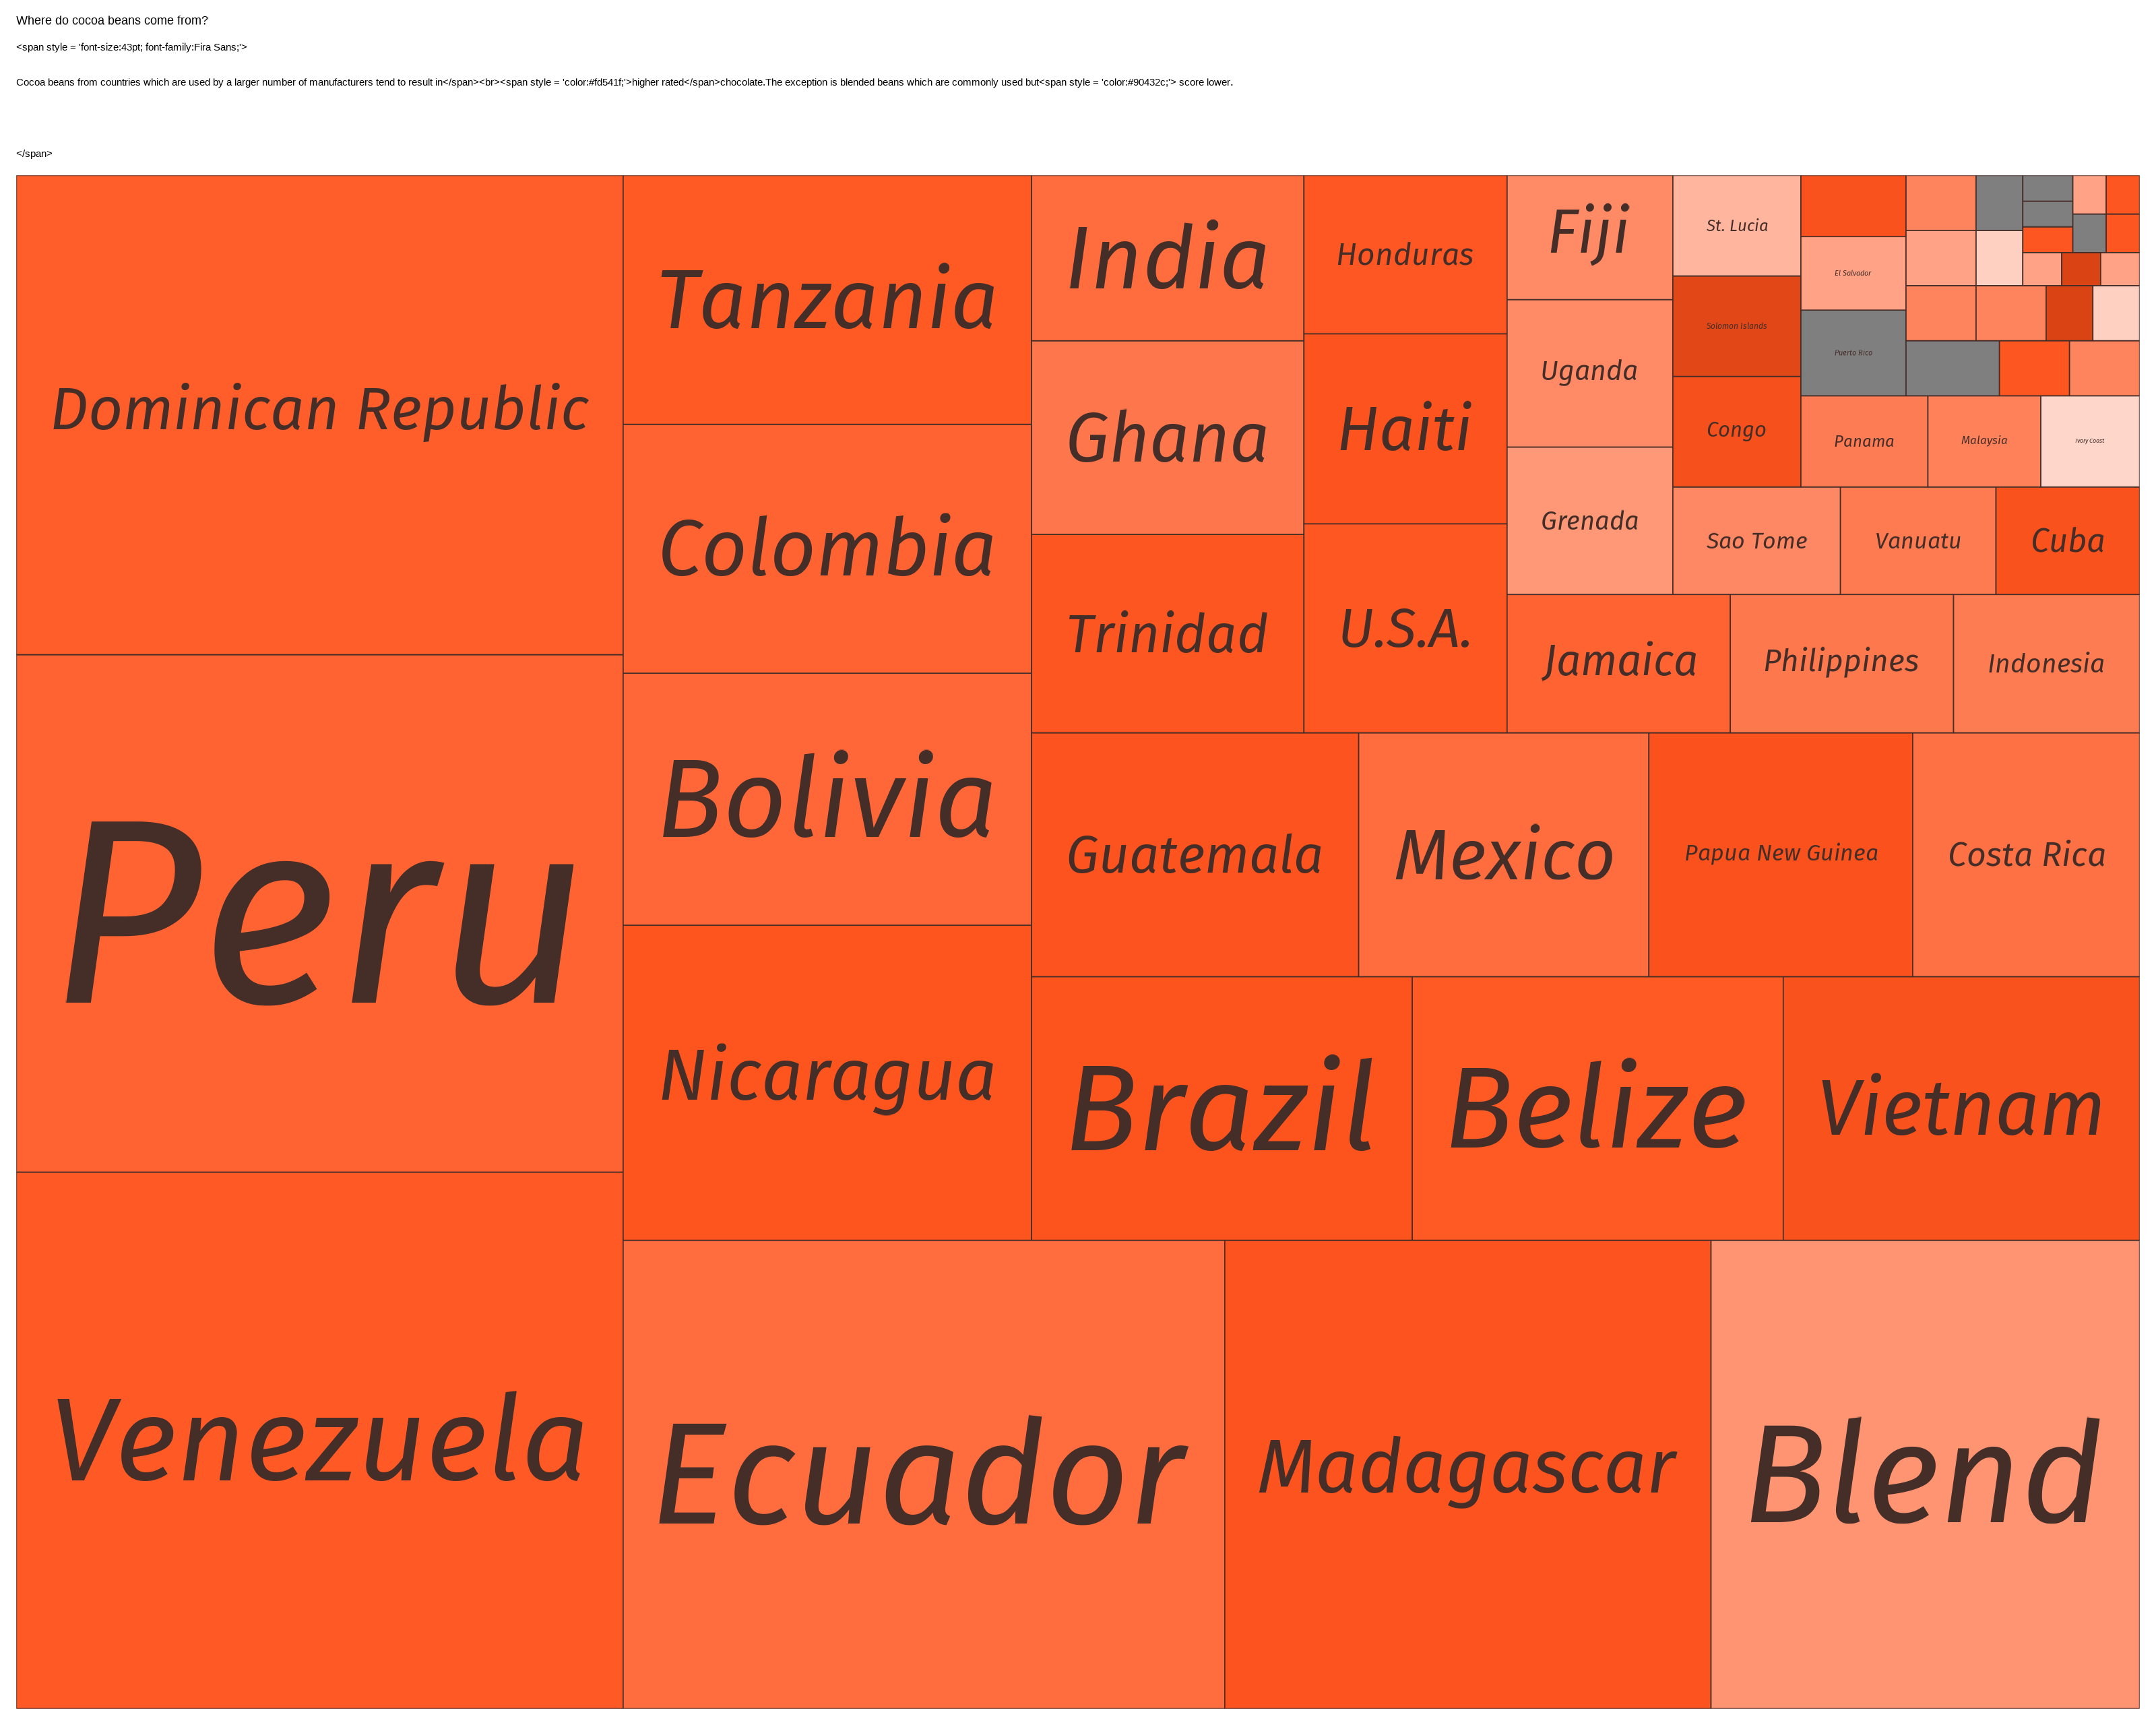 Where do cocoa beans come from?
<span style = 'font-size:43pt; font-family:Fira Sans;'>
Cocoa beans from countries which are used by a larger number of manufacturers tend to result in</span><br><span style = 'color:#fd541f;'>higher rated</span>chocolate.The exception is blended beans which are commonly used but<span style = 'color:#90432c;'> score lower.
</span>
Dominican Republic
Peru
Venezuela
Tanzania
Colombia
Bolivia
Nicaragua
Ecuador
Madagascar
Blend
India
Ghana
Trinidad
Honduras
Haiti
U.S.A.
Guatemala
Mexico
Papua New Guinea
Costa Rica
Brazil
Belize
Vietnam
Fiji
Uganda
Grenada
Jamaica
Philippines
Indonesia
St. Lucia
Solomon Islands
Congo
Sao Tome
Vanuatu
Cuba
El Salvador
Puerto Rico
Panama
Malaysia
Ivory Coast